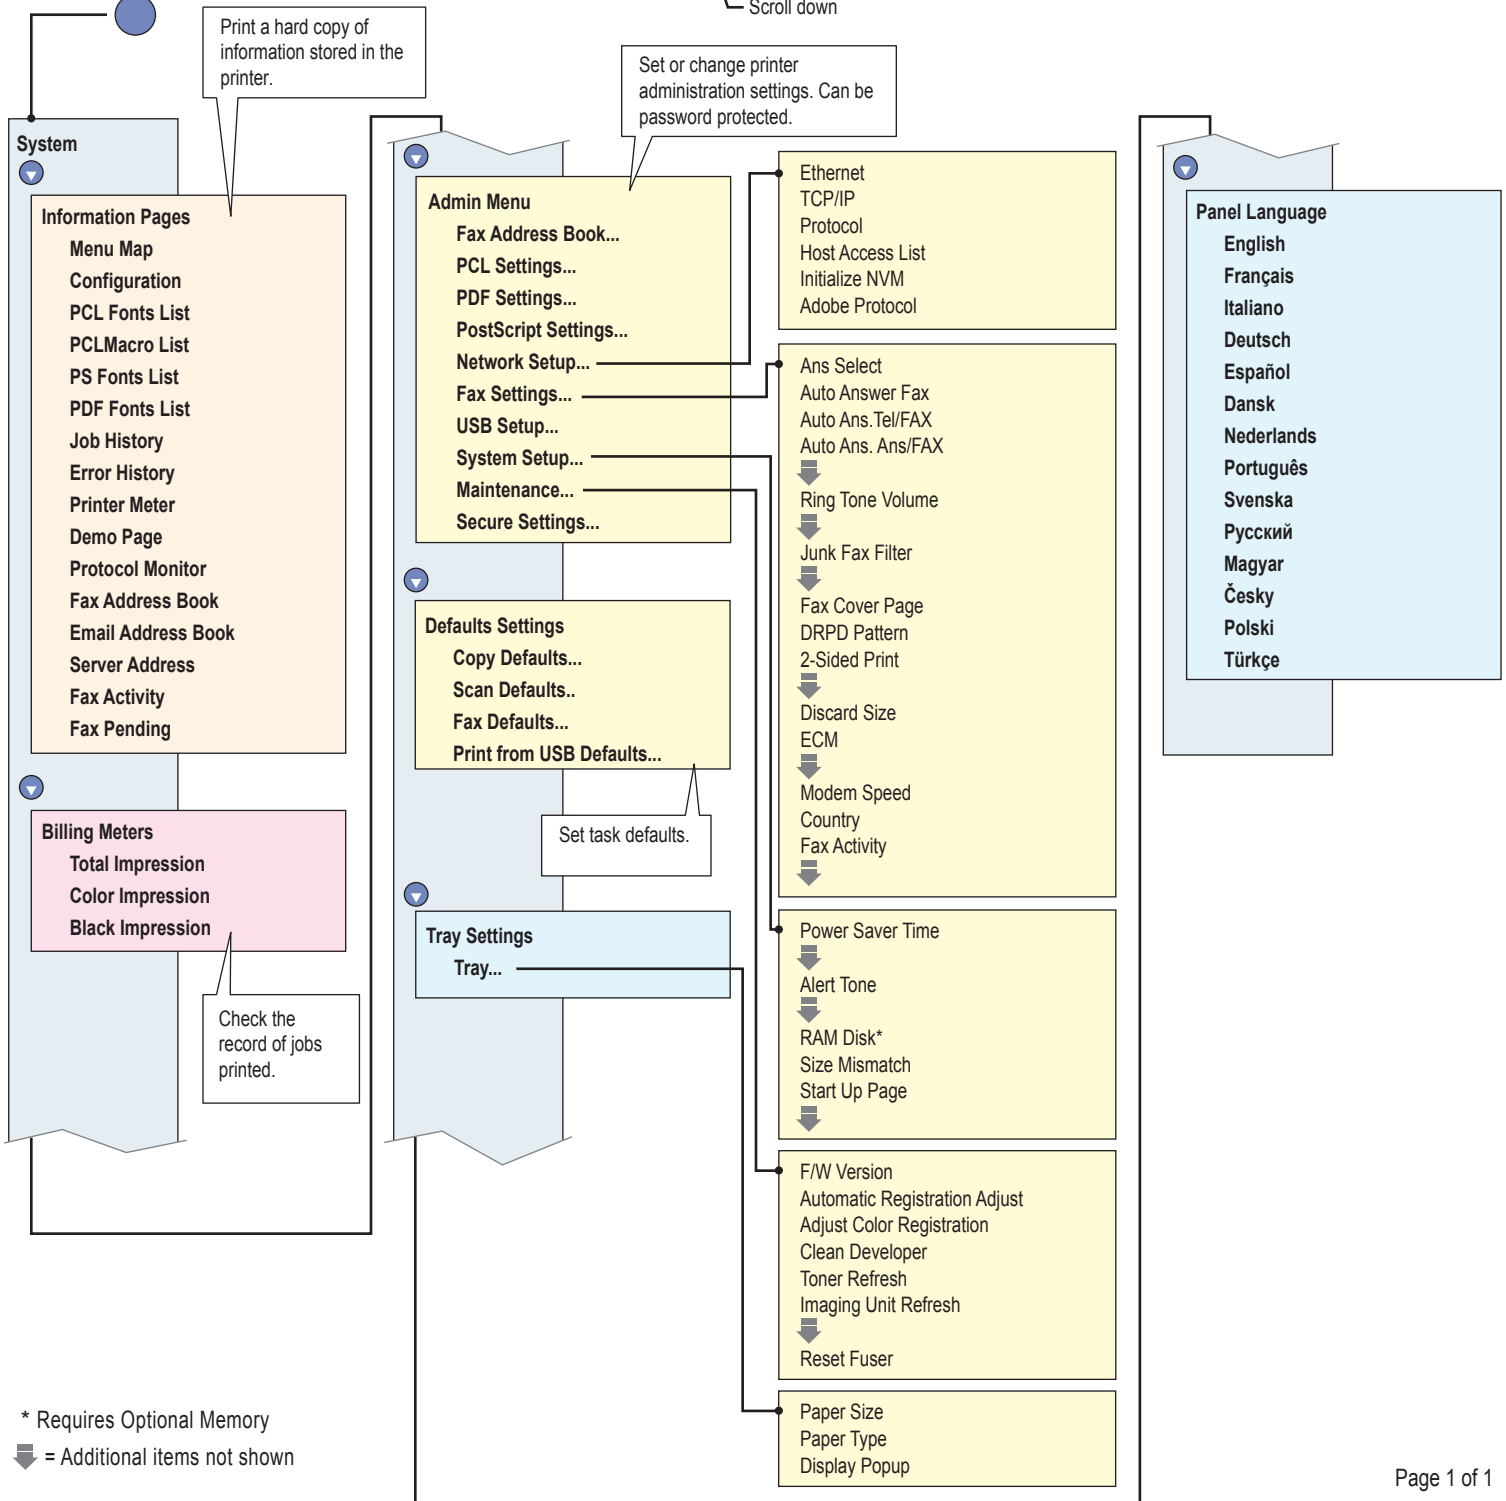 Scroll down
Print a hard copy of
information stored in the
printer.
System
Information Pages
Menu Map
Configuration
PCL Fonts List
PCLMacro List
PS Fonts List
PDF Fonts List
Job History
Error History
Printer Meter
Demo Page
Protocol Monitor
Fax Address Book
Email Address Book
Server Address
Fax Activity
Fax Pending
Billing Meters
Total Impression
Color Impression
Black Impression
Check the
record of jobs
printed.
Set or change printer
administration settings. Can be
password protected.
Admin Menu
Fax Address Book...
PCL Settings...
PDF Settings...
PostScript Settings...
Network Setup...
Fax Settings...
USB Setup...
System Setup...
Maintenance...
Secure Settings...
Defaults Settings
Copy Defaults...
Scan Defaults..
Fax Defaults...
Print from USB Defaults...
Set task defaults.
Tray Settings
Tray...
Ethernet
TCP/IP
Protocol
Host Access List
Initialize NVM
Adobe Protocol
Ans Select
Auto Answer Fax
Auto Ans.Tel/FAX
Auto Ans. Ans/FAX
Ring Tone Volume
Junk Fax Filter
Fax Cover Page
DRPD Pattern
2-Sided Print
Discard Size
ECM
Modem Speed
Country
Fax Activity
Power Saver Time
Alert Tone
RAM Disk*
Size Mismatch
Start Up Page
F/W Version
Automatic Registration Adjust
Adjust Color Registration
Clean Developer
Toner Refresh
Imaging Unit Refresh
Reset Fuser
Paper Size
Paper Type
Display Popup
Panel Language
English
Français
Italiano
Deutsch
Español
Dansk
Nederlands
Português
Svenska
Русский
Magyar
Česky
Polski
Türkçe
* Requires Optional Memory
= Additional items not shown
Page 1 of 1